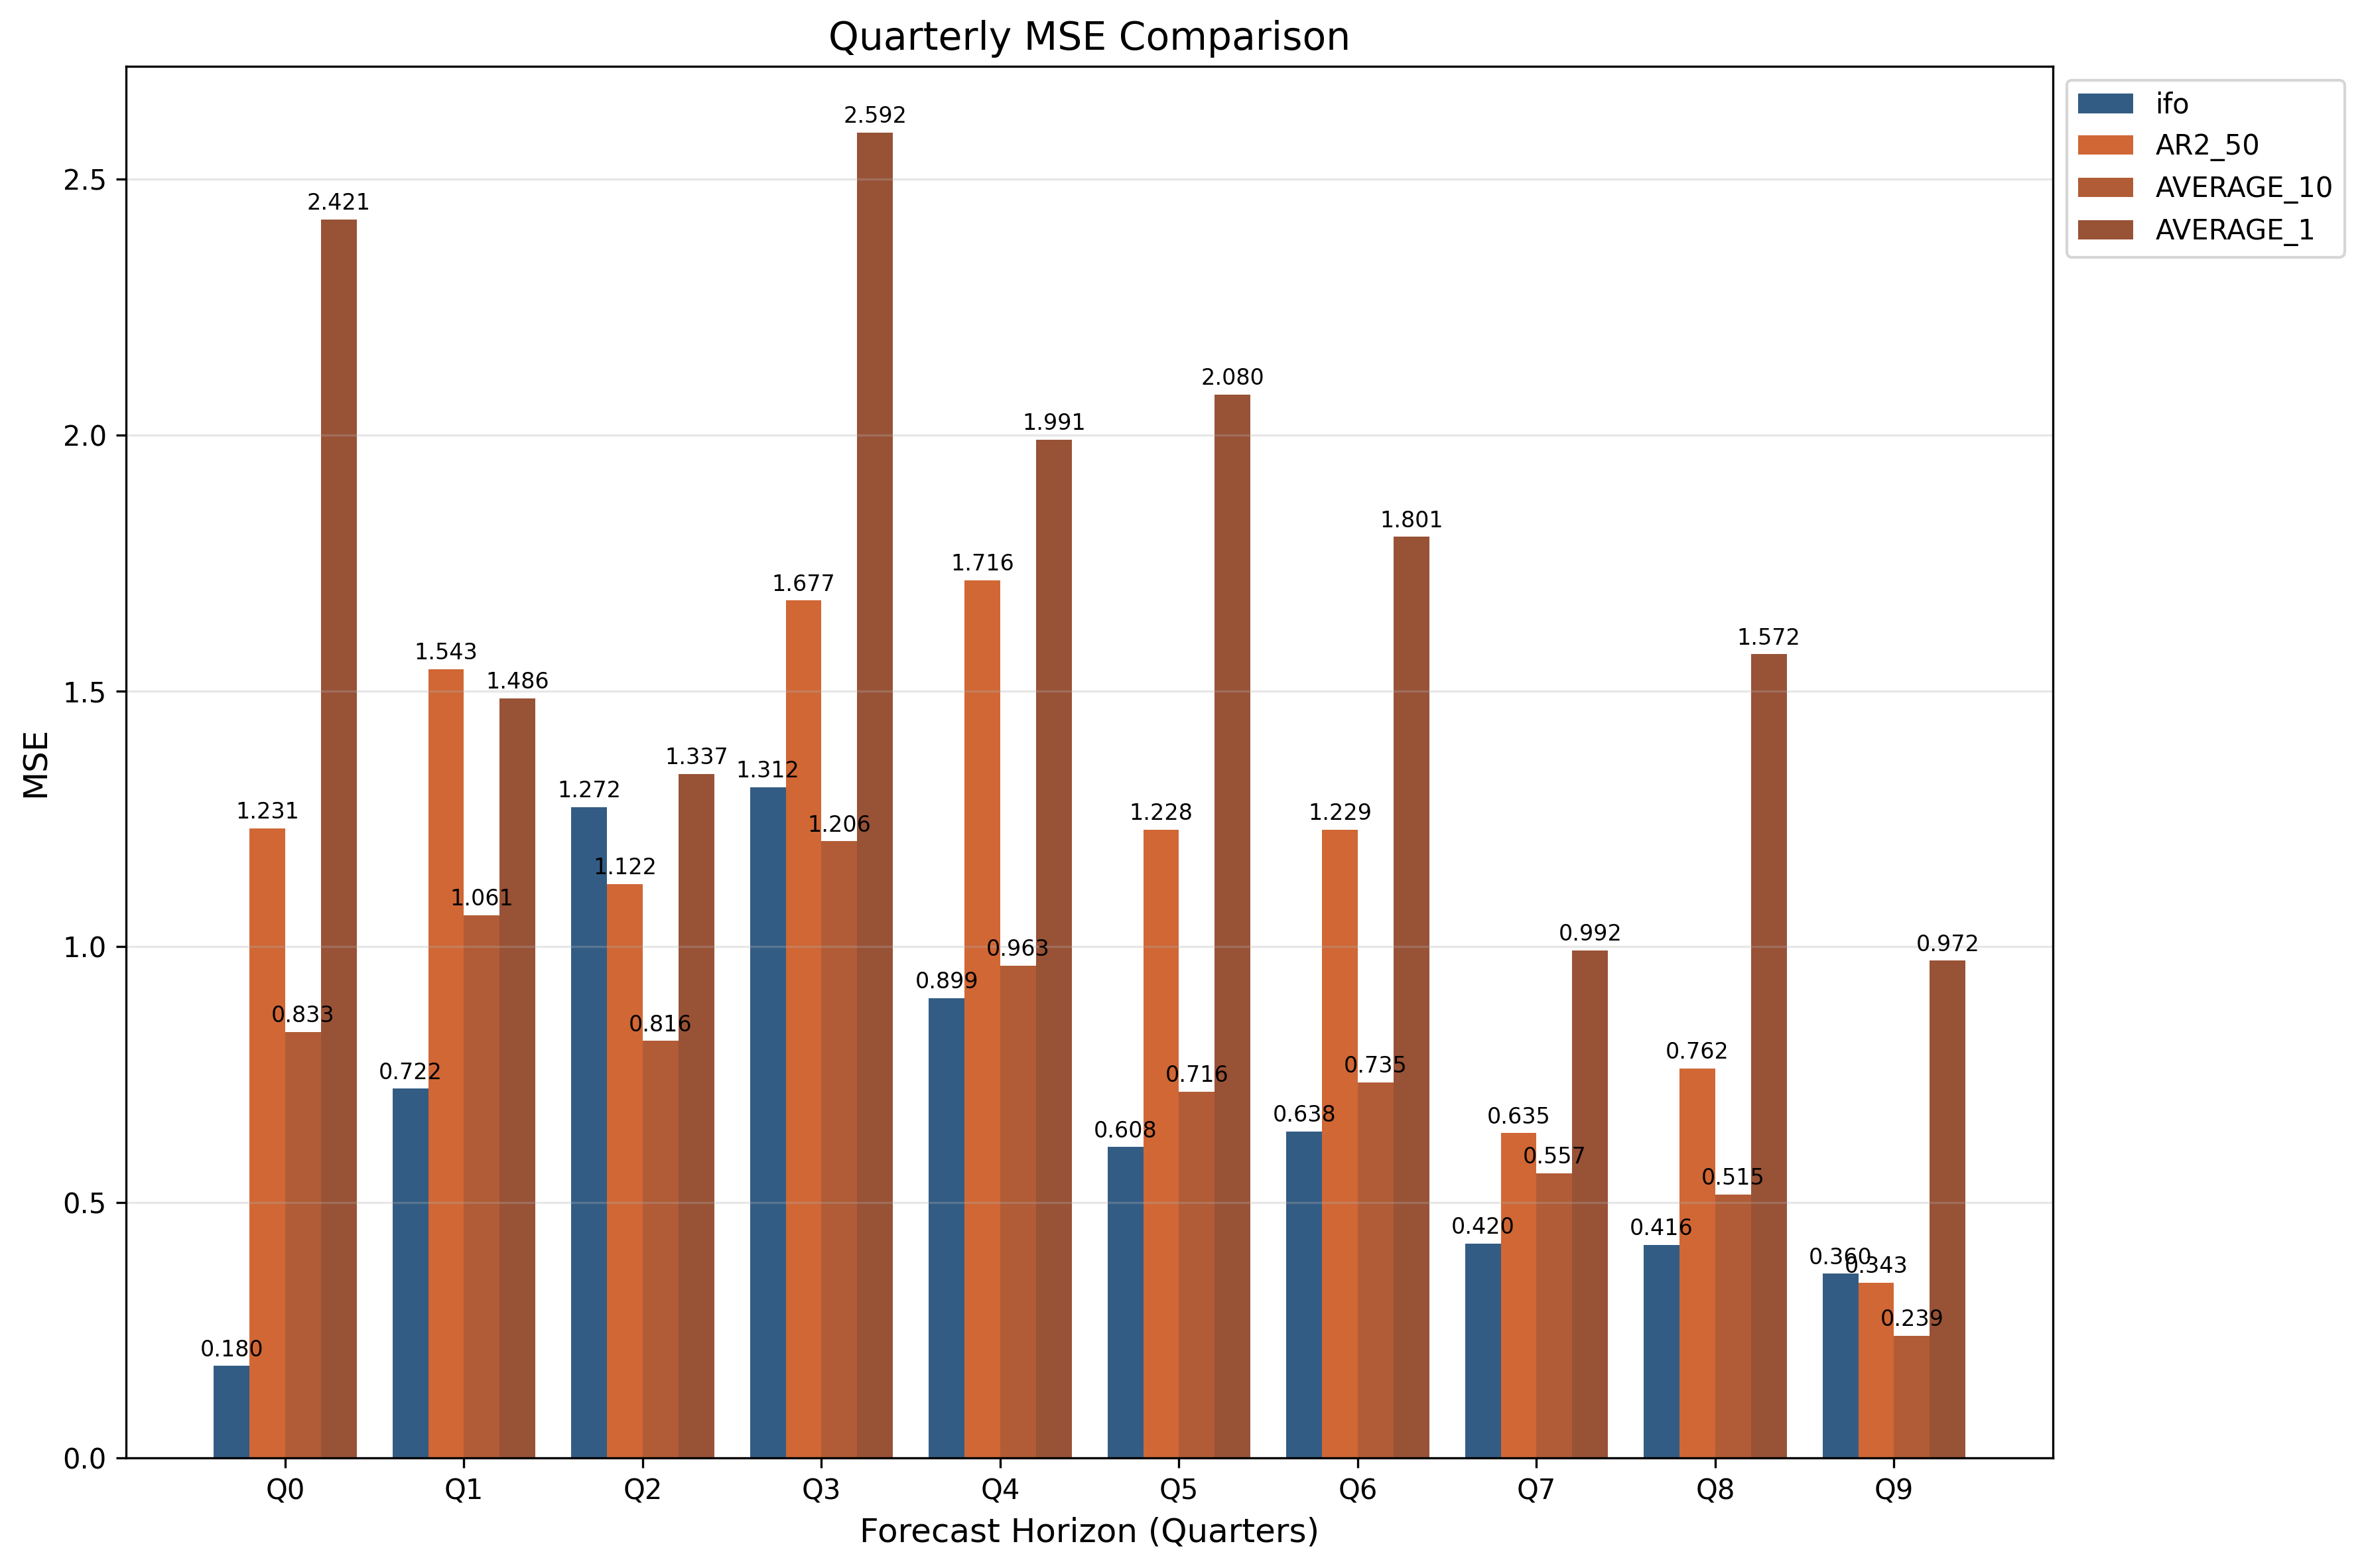 Quarterly MSE Comparison
ifo
AR2_50
AVERAGE_10
AVERAGE_1
MSE
2.5
2.0
1.5
1.0
0.5
0.0
0.180 1.231 0.833 2.421
0.722 1.543 1.061 1.486
1.272 1.122 0.816 1.337
1.312 1.677 1.206 2.592
0.899 1.716 0.963 1.991
0.608 1.228 0.716 2.080
0.638 1.229 0.735 1.801
0.420 0.635 0.557 0.992
0.416 0.762 0.515 1.572
0.360 0.343 0.239 0.972
Q0 Q1 Q2 Q3 Q4 Q5 Q6 Q7 Q8 Q9
Forecast Horizon (Quarters)